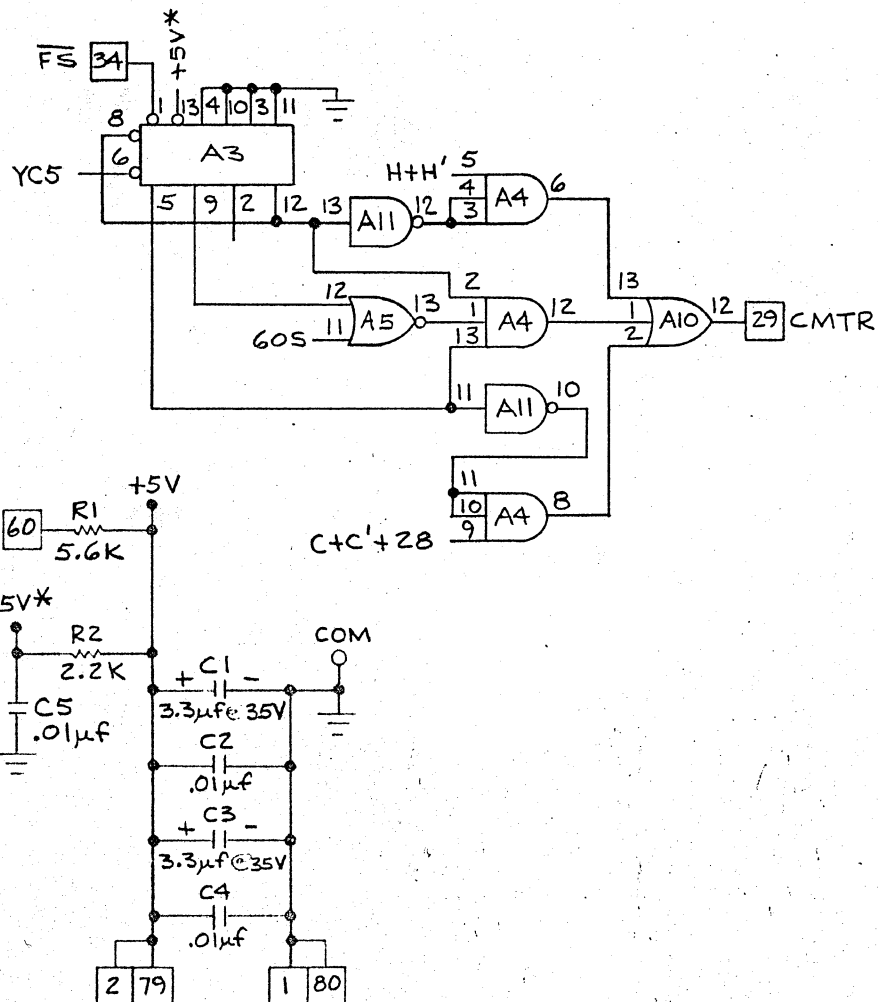 F̅S̅ 34 +5V*
1 13 4 10 3 11
8
6 A3
YC5
5 9 2 12 13 A11 12
H+H' 5
4
3 A4 6
12
11 A5 13
60S
2
1
13 A4 12
13
1
2 A10 12 29 CMTR
11 A11 10
11
10
9 A4 8
C+C'+28
+5V
60 R1
5.6K
5V*
R2
2.2K
C5
.01µf
COM
+ C1 -
3.3µf@35V
C2
.01µf
C3
+ -
3.3µf@35V
C4
.01µf
2 79 1 80